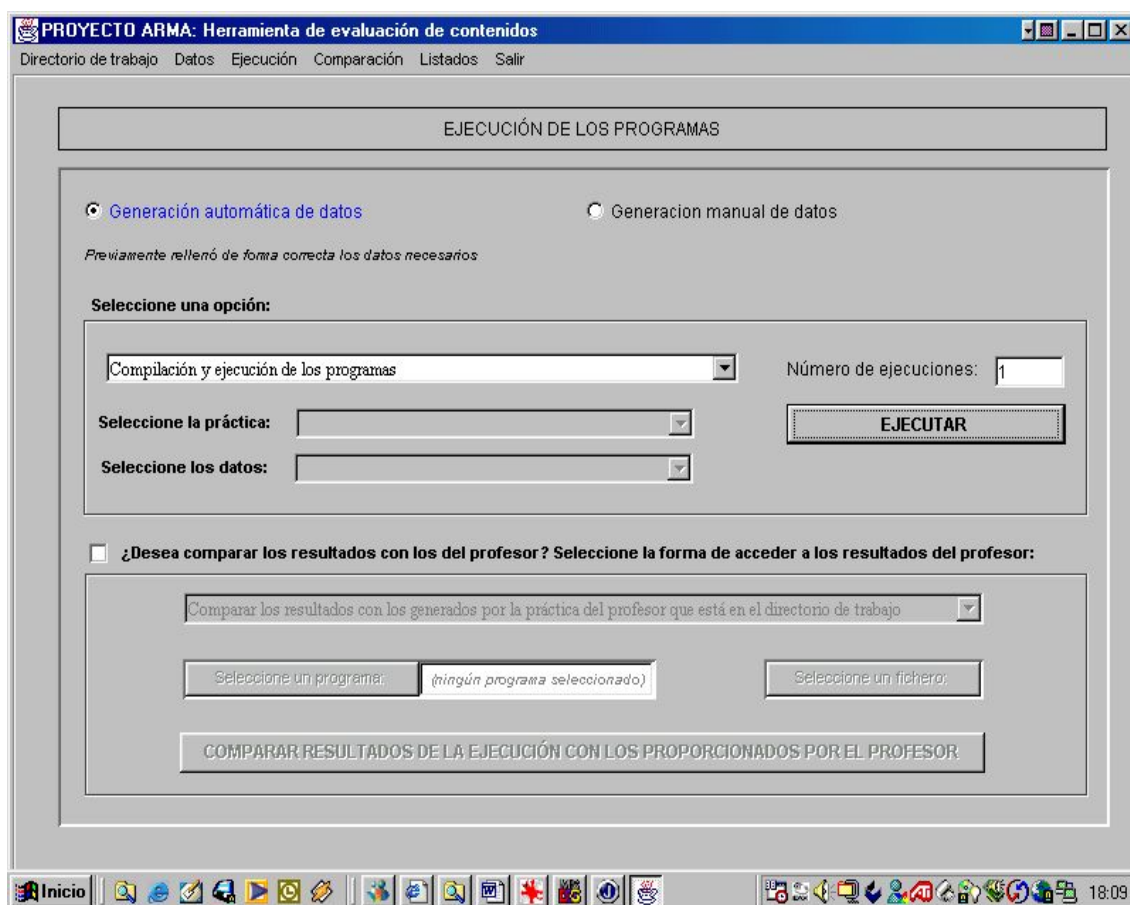 PROYECTO ARMA: Herramienta de evaluación de contenidos
Directorio de trabajo Datos Ejecución Comparación Listados Salir
EJECUCIÓN DE LOS PROGRAMAS
Generación automática de datos Generacion manual de datos
Previamente rellenó de forma correcta los datos necesarios
Seleccione una opción:
Compilación y ejecución de los programas Número de ejecuciones: 1
Seleccione la práctica: EJECUTAR
Seleccione los datos:
¿Desea comparar los resultados con los del profesor? Seleccione la forma de acceder a los resultados del profesor:
Comparar los resultados con los generados por la práctica del profesor que está en el directorio de trabajo
Seleccione un programa: (ningún programa seleccionado) Seleccione un fichero:
COMPARAR RESULTADOS DE LA EJECUCIÓN CON LOS PROPORCIONADOS POR EL PROFESOR
Inicio 18:09